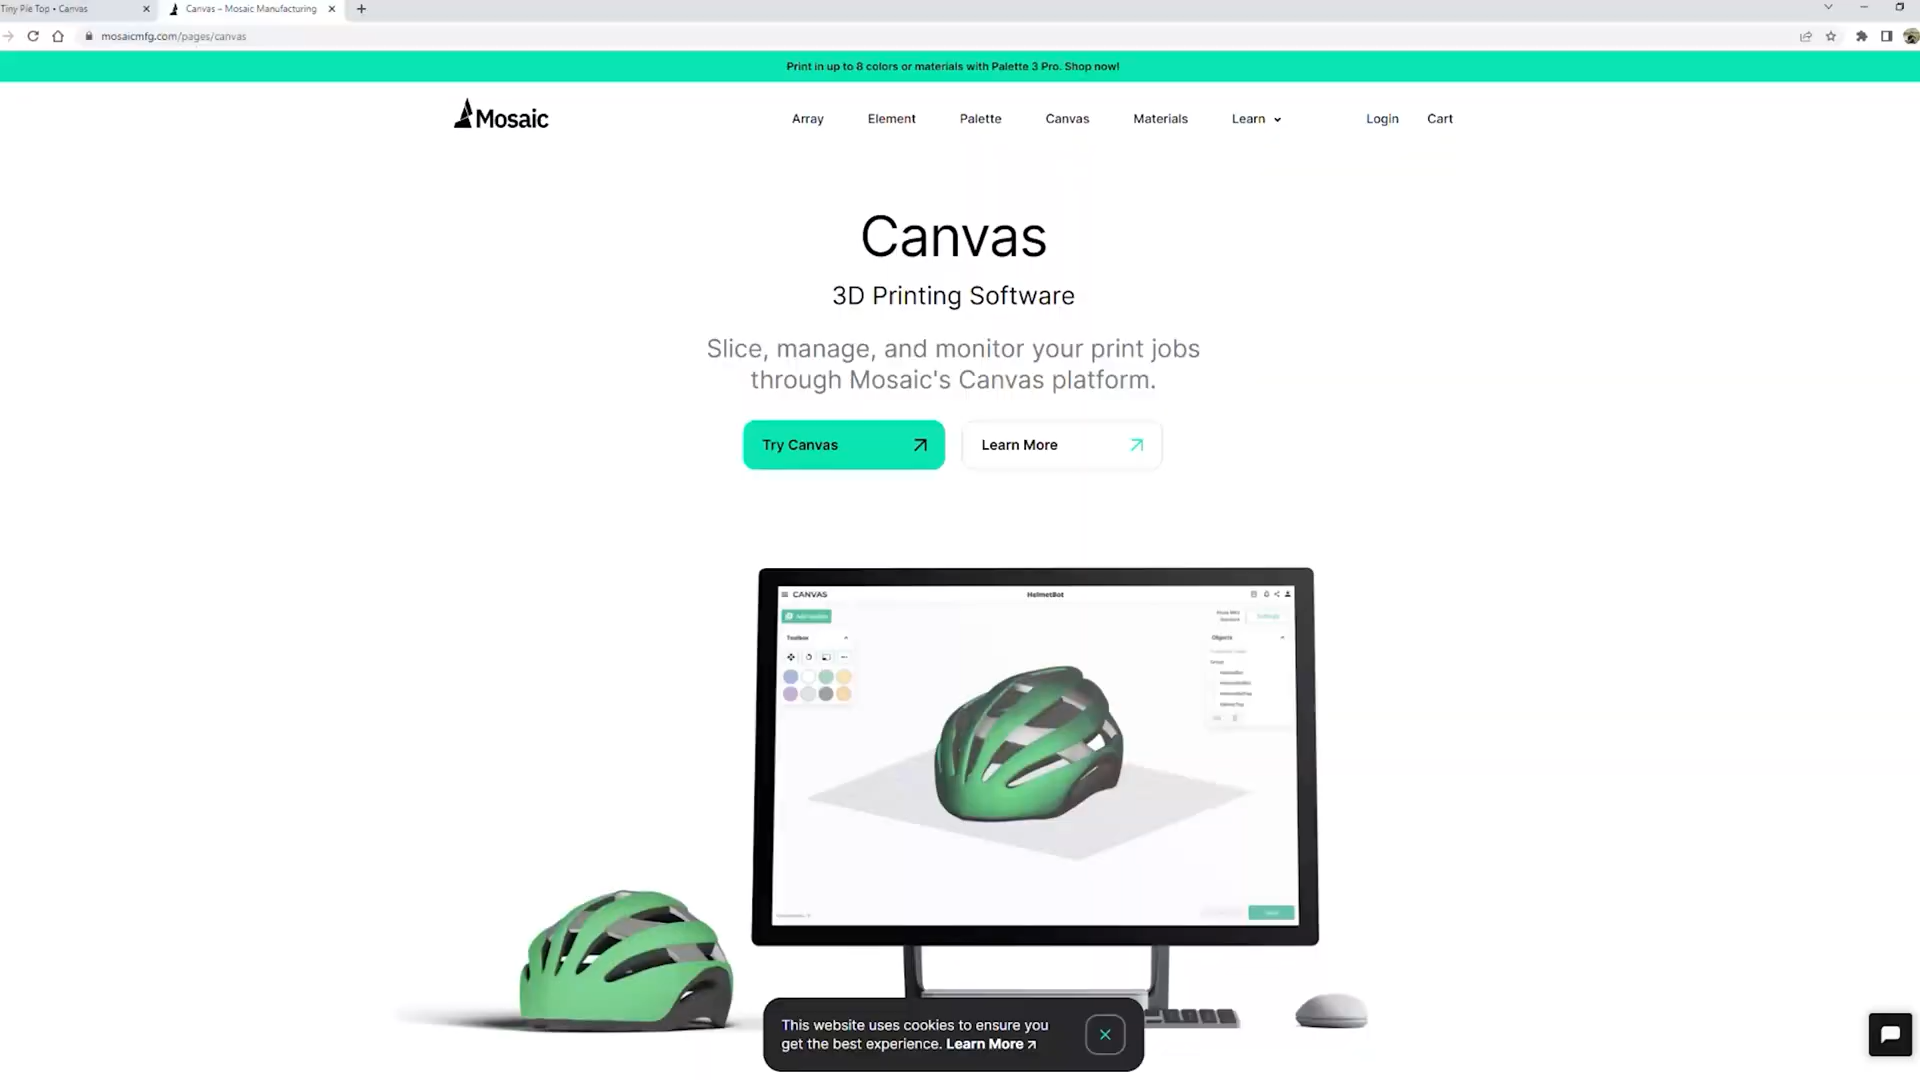 Tiny Pie Top • Canvas
Canvas – Mosaic Manufacturing
mosaicmfg.com/pages/canvas
Print in up to 8 colors or materials with Palette 3 Pro. Shop now!
Mosaic
Array
Element
Palette
Canvas
Materials
Learn
Login
Cart
Canvas
3D Printing Software
Slice, manage, and monitor your print jobs
through Mosaic's Canvas platform.
Try Canvas
Learn More
CANVAS
HelmetBot
Toolbox
Objects
This website uses cookies to ensure you
get the best experience. Learn More